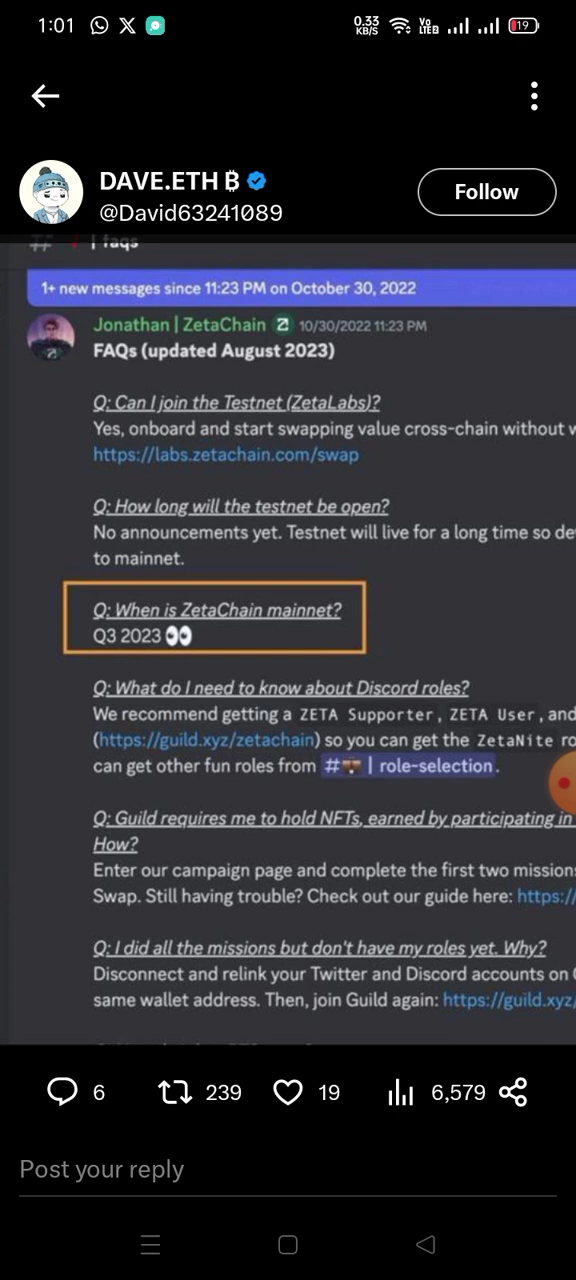 1:01
0.33
KB/S
Vo
LTE2
19
DAVE.ETH ₿
@David63241089
Follow
# | faqs
1+ new messages since 11:23 PM on October 30, 2022
Jonathan | ZetaChain 10/30/2022 11:23 PM
FAQs (updated August 2023)
Q: Can I join the Testnet (ZetaLabs)?
Yes, onboard and start swapping value cross-chain without
https://labs.zetachain.com/swap
Q: How long will the testnet be open?
No announcements yet. Testnet will live for a long time so
to mainnet.
Q: When is ZetaChain mainnet?
Q3 2023 👀
Q: What do I need to know about Discord roles?
We recommend getting a ZETA Supporter, ZETA User, and
(https://guild.xyz/zetachain) so you can get the ZetaNite
can get other fun roles from # | role-selection.
Q: Guild requires me to hold NFTs, earned by participating in
How?
Enter our campaign page and complete the first two
Swap. Still having trouble? Check out our guide here: https://
Q: I did all the missions but don't have my roles yet. Why?
Disconnect and relink your Twitter and Discord accounts on
same wallet address. Then, join Guild again: https://guild.xyz/
6
239
19
6,579
Post your reply